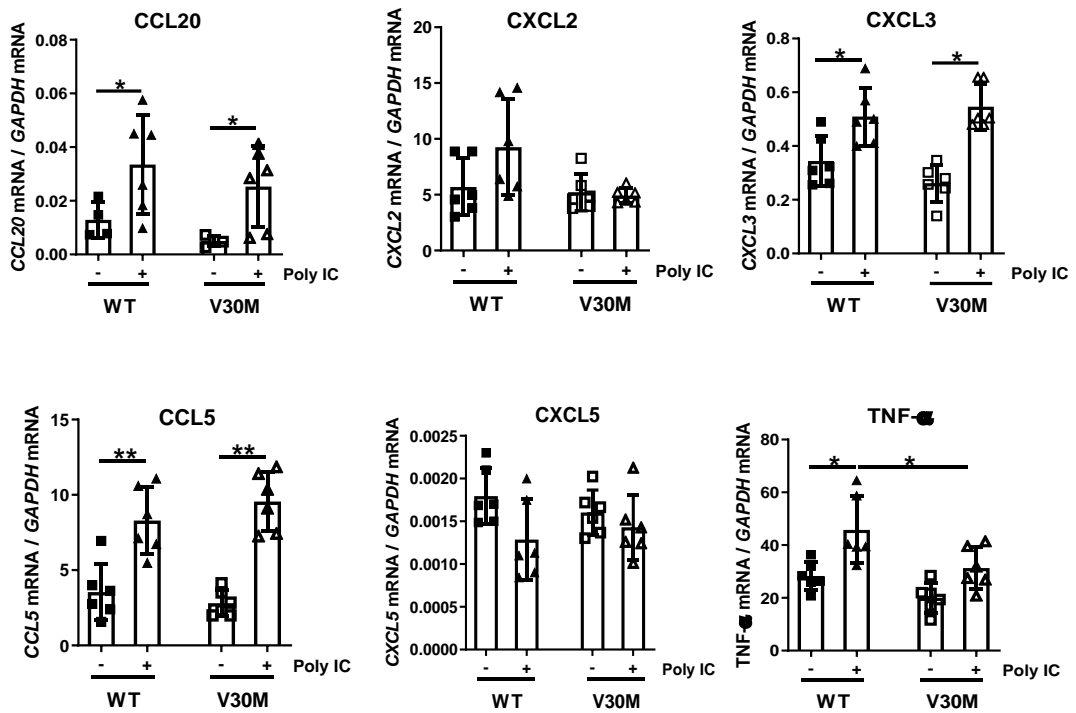 CCL20
CCL20 mRNA / GAPDH mRNA
0.08
0.06
0.04
0.02
0.00
*
*
- + - + Poly IC
WT V30M
CXCL2
CXCL2 mRNA / GAPDH mRNA
20
15
10
5
0
- + - + Poly IC
WT V30M
CXCL3
CXCL3 mRNA / GAPDH mRNA
0.8
0.6
0.4
0.2
0.0
*
*
- + - + Poly IC
WT V30M
CCL5
CCL5 mRNA / GAPDH mRNA
15
10
5
0
**
**
- + - + Poly IC
WT V30M
CXCL5
CXCL5 mRNA / GAPDH mRNA
0.0025
0.0020
0.0015
0.0010
0.0005
0.0000
- + - + Poly IC
WT V30M
TNF-
TNF- mRNA / GAPDH mRNA
80
60
40
20
0
*
*
- + - + Poly IC
WT V30M